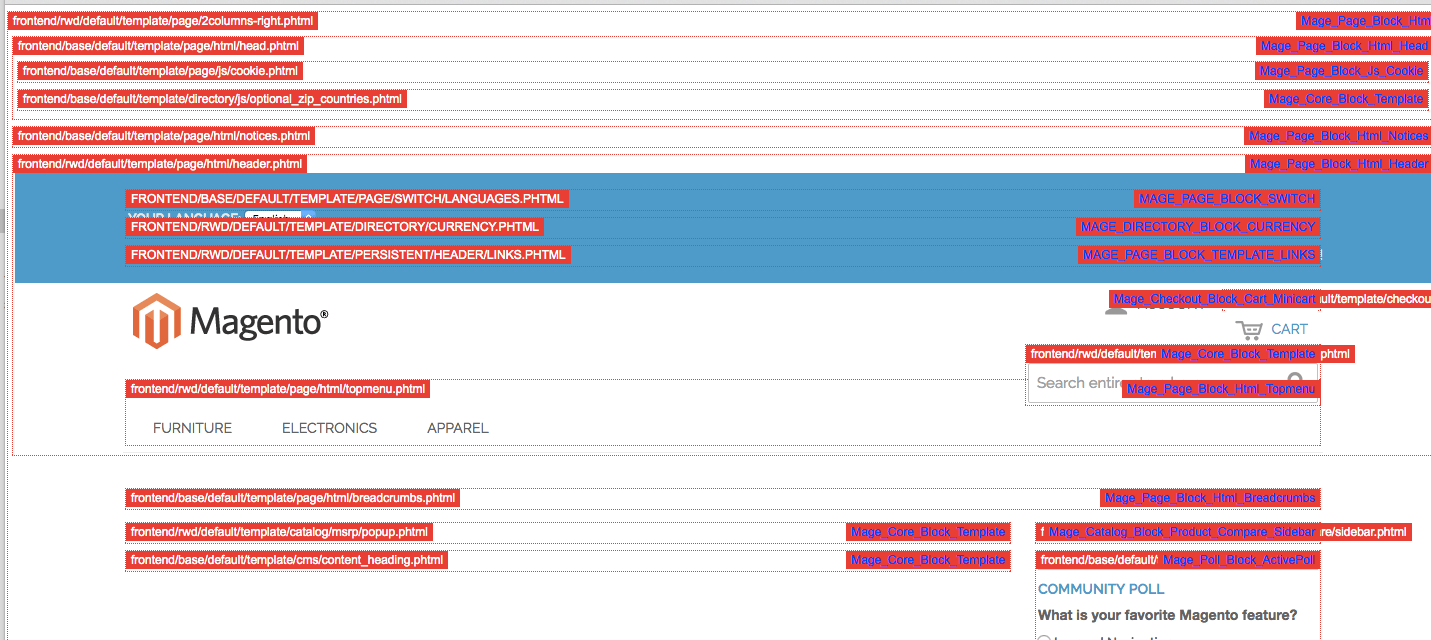 frontend/rwd/default/template/page/2columns-right.phtml Mage_Page_Block_Htm
frontend/base/default/template/page/html/head.phtml Mage_Page_Block_Html_Head
frontend/base/default/template/page/js/cookie.phtml Mage_Page_Block_Js_Cookie
frontend/base/default/template/directory/js/optional_zip_countries.phtml Mage_Core_Block_Template
frontend/base/default/template/page/html/notices.phtml Mage_Page_Block_Html_Notices
frontend/rwd/default/template/page/html/header.phtml Mage_Page_Block_Html_Header
FRONTEND/BASE/DEFAULT/TEMPLATE/PAGE/SWITCH/LANGUAGES.PHTML MAGE_PAGE_BLOCK_SWITCH
YOUR LANGUAGE: English
FRONTEND/RWD/DEFAULT/TEMPLATE/DIRECTORY/CURRENCY.PHTML MAGE_DIRECTORY_BLOCK_CURRENCY
FRONTEND/RWD/DEFAULT/TEMPLATE/PERSISTENT/HEADER/LINKS.PHTML MAGE_PAGE_BLOCK_TEMPLATE_LINKS
Mage_Checkout_Block_Cart_Minicart ult/template/checkou
Magento®
CART
frontend/rwd/default/tem Mage_Core_Block_Template phtml
Search entire
frontend/rwd/default/template/page/html/topmenu.phtml Mage_Page_Block_Html_Topmenu
FURNITURE ELECTRONICS APPAREL
frontend/base/default/template/page/html/breadcrumbs.phtml Mage_Page_Block_Html_Breadcrumbs
frontend/rwd/default/template/catalog/msrp/popup.phtml Mage_Core_Block_Template f Mage_Catalog_Block_Product_Compare_Sidebar re/sidebar.phtml
frontend/base/default/template/cms/content_heading.phtml Mage_Core_Block_Template frontend/base/default/ Mage_Poll_Block_ActivePoll
COMMUNITY POLL
What is your favorite Magento feature?